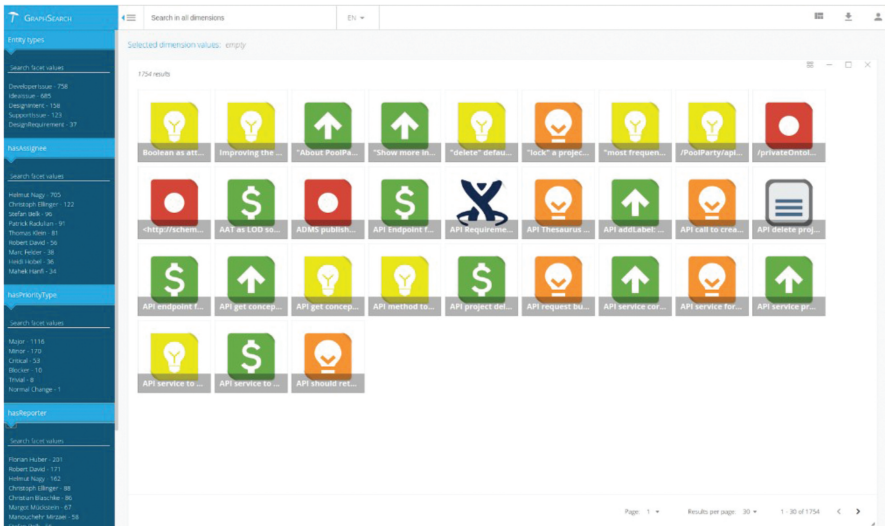 GRAPHSEARCH
Search in all dimensions
EN
Entity types
Search facet values
DeveloperIssue - 758
IdeaIssue - 685
DesignIntent - 158
SupportIssue - 123
DesignRequirement - 37
hasAssignee
Search facet values
Helmut Nagy - 705
Christoph Ellinger - 122
Stefan Belk - 96
Patrick Radulian - 91
Thomas Klein - 81
Robert David - 56
Marc Felder - 38
Heidi Hobel - 36
Mahek Hanfi - 34
hasPriorityType
Search facet values
Major - 1116
Minor - 170
Critical - 53
Blocker - 10
Trivial - 8
Normal Change - 1
hasReporter
Search facet values
Florian Huber - 201
Robert David - 171
Helmut Nagy - 162
Christoph Ellinger - 88
Christian Blaschke - 86
Margot Mückstein - 67
Manouchehr Mirzaei - 58
Selected dimension values: empty
1754 results
Boolean as att...
Improving the ...
"About PoolPa...
"Show more in...
"delete" defau...
"lock" a projec...
"most frequen...
/PoolParty/api...
/privateOntol...
<http://schem...
AAT as LOD so...
ADMS publish...
API Endpoint f...
API Requireme...
API Thesaurus ...
API addLabel: ...
API call to crea...
API delete proj...
API endpoint f...
API get concep...
API get concep...
API method to...
API project del...
API request bu...
API service cor...
API service for...
API service pr...
API service to ...
API service to ...
API should ret...
Page: 1
Results per page: 30
1 - 30 of 1754